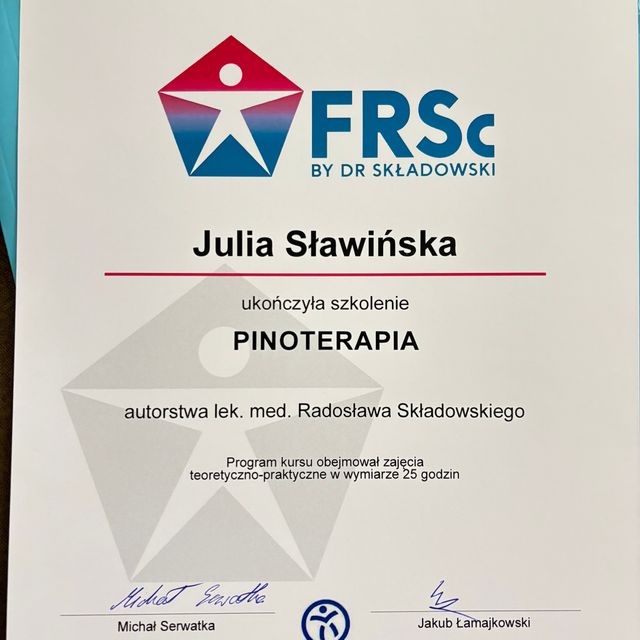 FRSc
BY DR SKŁADOWSKI
Julia Sławińska
ukończyła szkolenie
PINOTERAPIA
autorstwa lek. med. Radosława Składowskiego
Program kursu obejmował zajęcia
teoretyczno-praktyczne w wymiarze 25 godzin
Michał Serwatka
Michał Serwatka
Jakub Łamajkowski